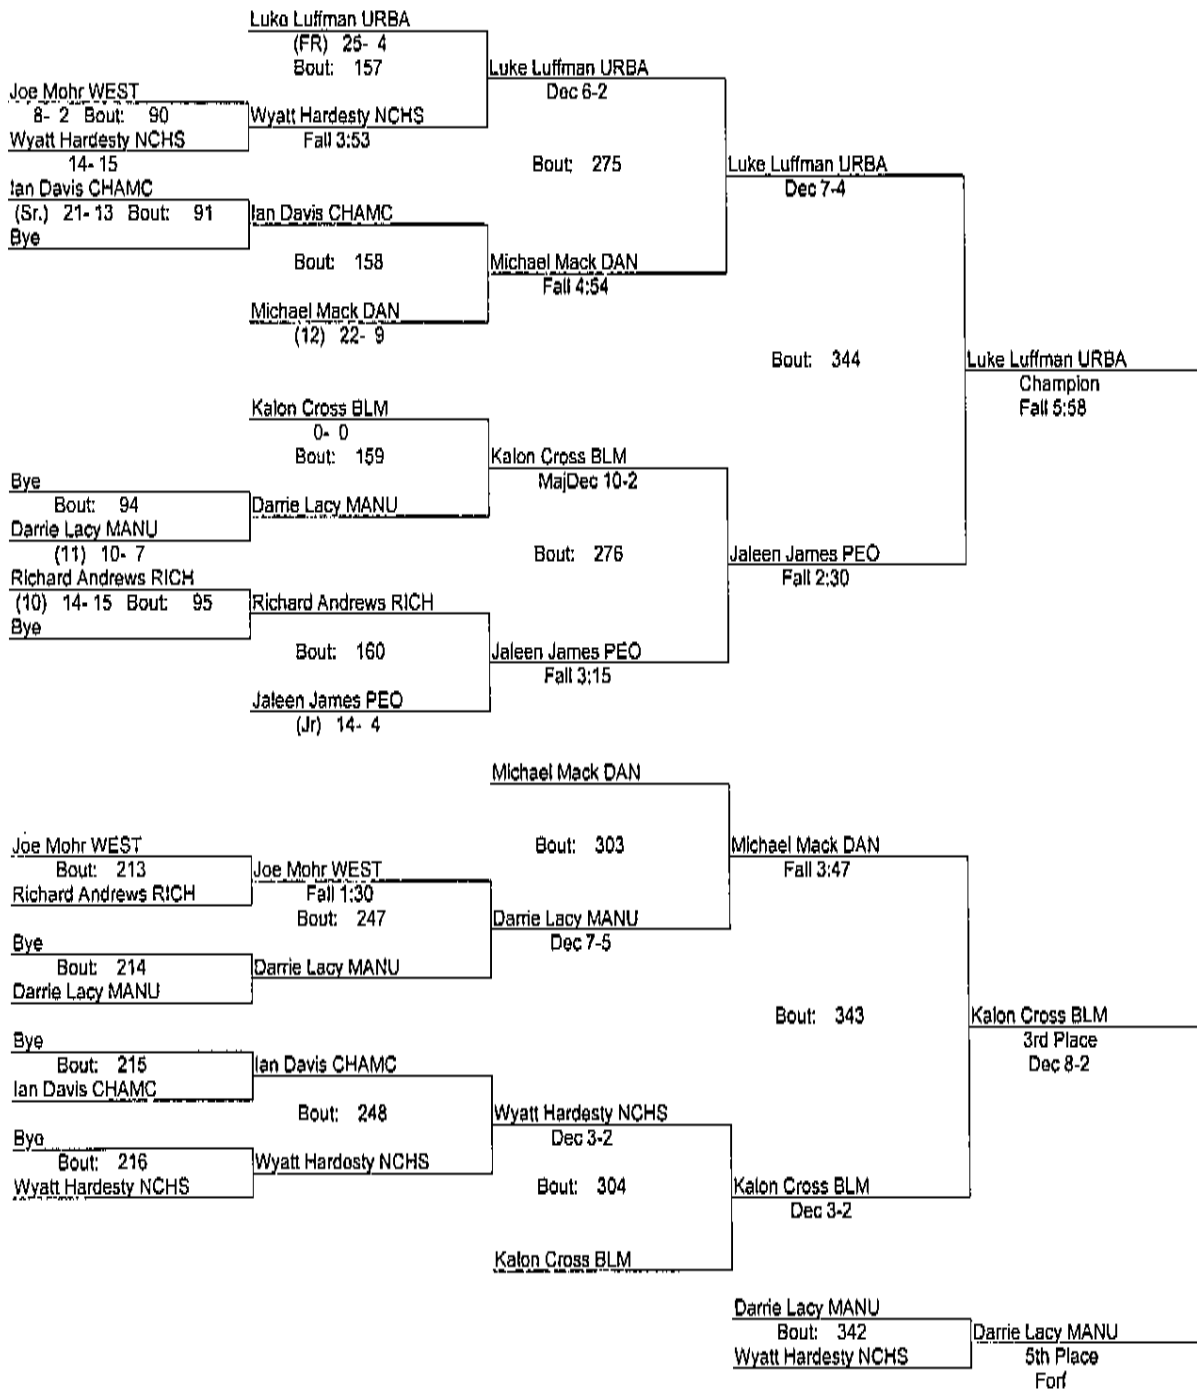 Luke Luffman URBA
(FR) 25- 4
Bout: 157
Luke Luffman URBA
Dec 6-2
Joe Mohr WEST
8- 2 Bout: 90
Wyatt Hardesty NCHS
Fall 3:53
Wyatt Hardesty NCHS
14- 15
Bout: 275
Luke Luffman URBA
Dec 7-4
Ian Davis CHAMC
(Sr.) 21- 13 Bout: 91
Ian Davis CHAMC
Bye
Bout: 158
Michael Mack DAN
Fall 4:54
Michael Mack DAN
(12) 22- 9
Bout: 344
Luke Luffman URBA
Champion
Fall 5:58
Kalon Cross BLM
0- 0
Bout: 159
Kalon Cross BLM
MajDec 10-2
Bye
Bout: 94
Darrie Lacy MANU
Darrie Lacy MANU
(11) 10- 7
Bout: 276
Jaleen James PEO
Fall 2:30
Richard Andrews RICH
(10) 14- 15 Bout: 95
Richard Andrews RICH
Bye
Bout: 160
Jaleen James PEO
Fall 3:15
Jaleen James PEO
(Jr) 14- 4
Michael Mack DAN
Joe Mohr WEST
Bout: 213
Bout: 303
Michael Mack DAN
Fall 3:47
Joe Mohr WEST
Fall 1:30
Richard Andrews RICH
Bout: 247
Darrie Lacy MANU
Dec 7-5
Bye
Bout: 214
Darrie Lacy MANU
Darrie Lacy MANU
Bout: 343
Kalon Cross BLM
3rd Place
Dec 8-2
Bye
Bout: 215
Ian Davis CHAMC
Ian Davis CHAMC
Bout: 248
Wyatt Hardesty NCHS
Dec 3-2
Bye
Bout: 216
Wyatt Hardesty NCHS
Wyatt Hardesty NCHS
Bout: 304
Kalon Cross BLM
Dec 3-2
Kalon Cross BLM
Darrie Lacy MANU
Bout: 342
Darrie Lacy MANU
Wyatt Hardesty NCHS
5th Place
Forf